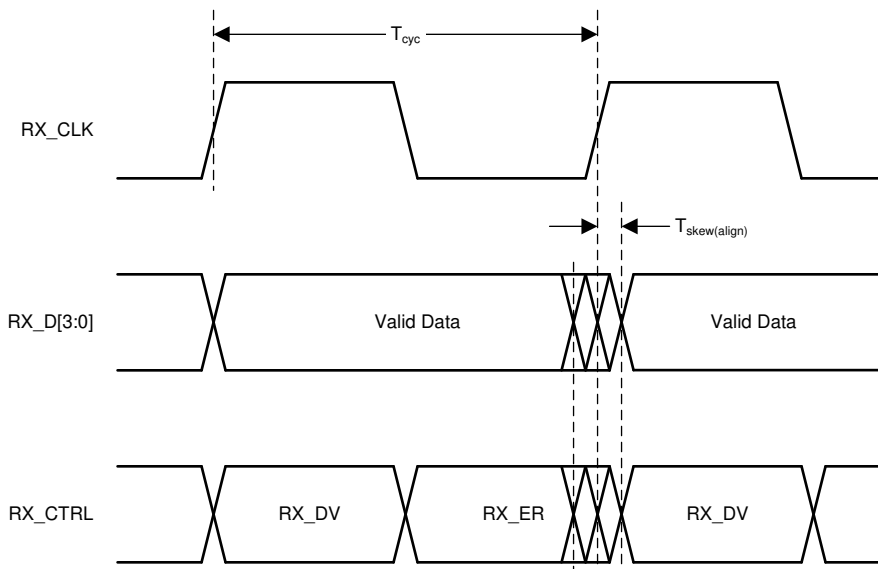 T_cyc
RX_CLK
T_skew(align)
RX_D[3:0] Valid Data Valid Data
RX_CTRL RX_DV RX_ER RX_DV